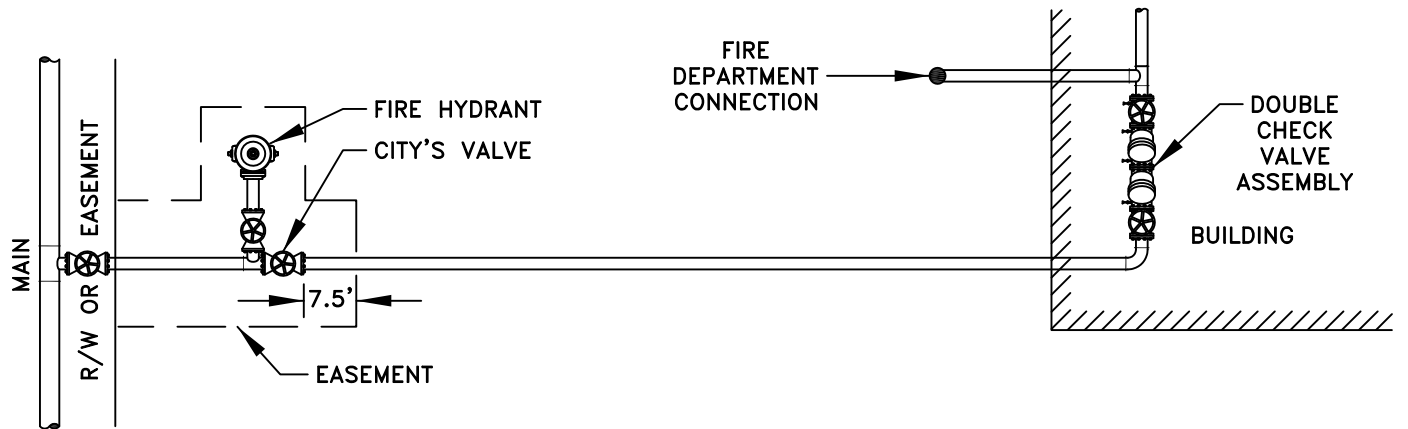 MAIN
R/W OR EASEMENT
FIRE HYDRANT
CITY'S VALVE
7.5'
EASEMENT
FIRE
DEPARTMENT
CONNECTION
DOUBLE
CHECK
VALVE
ASSEMBLY
BUILDING